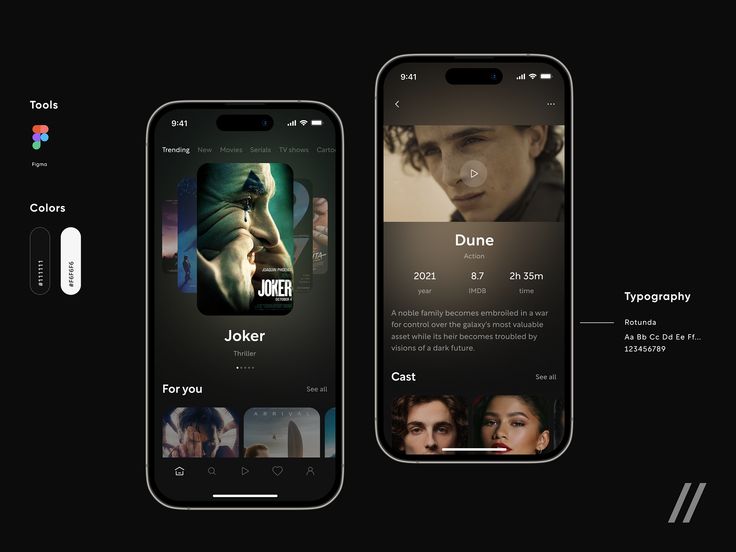 Tools
Figma
Colors
#111111
#F6F6F6
9:41
Trending New Movies Serials TV shows Carto
JOAQUIN PHOENIX
JOKER
OCTOBER 4
Joker
Thriller
For you
See all
ARRIVAL
9:41
Dune
Action
2021
8.7
2h 35m
year
IMDB
time
A noble family becomes embroiled in a war
for control over the galaxy's most valuable
asset while its heir becomes troubled by
visions of a dark future.
Cast
See all
Typography
Rotunda
Aa Bb Cc Dd Ee Ff...
123456789